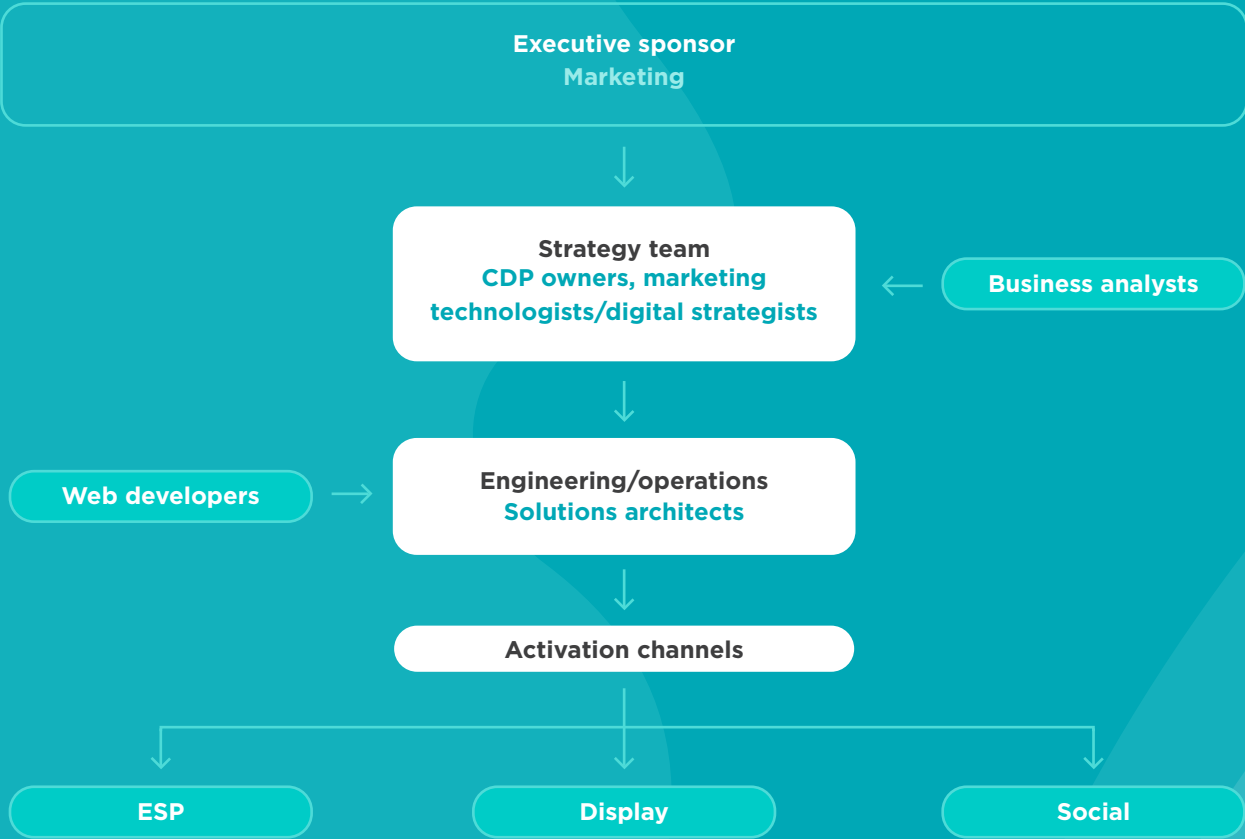 Executive sponsor
Marketing
Strategy team
CDP owners, marketing
technologists/digital strategists
Business analysts
Engineering/operations
Solutions architects
Web developers
Activation channels
ESP
Display
Social